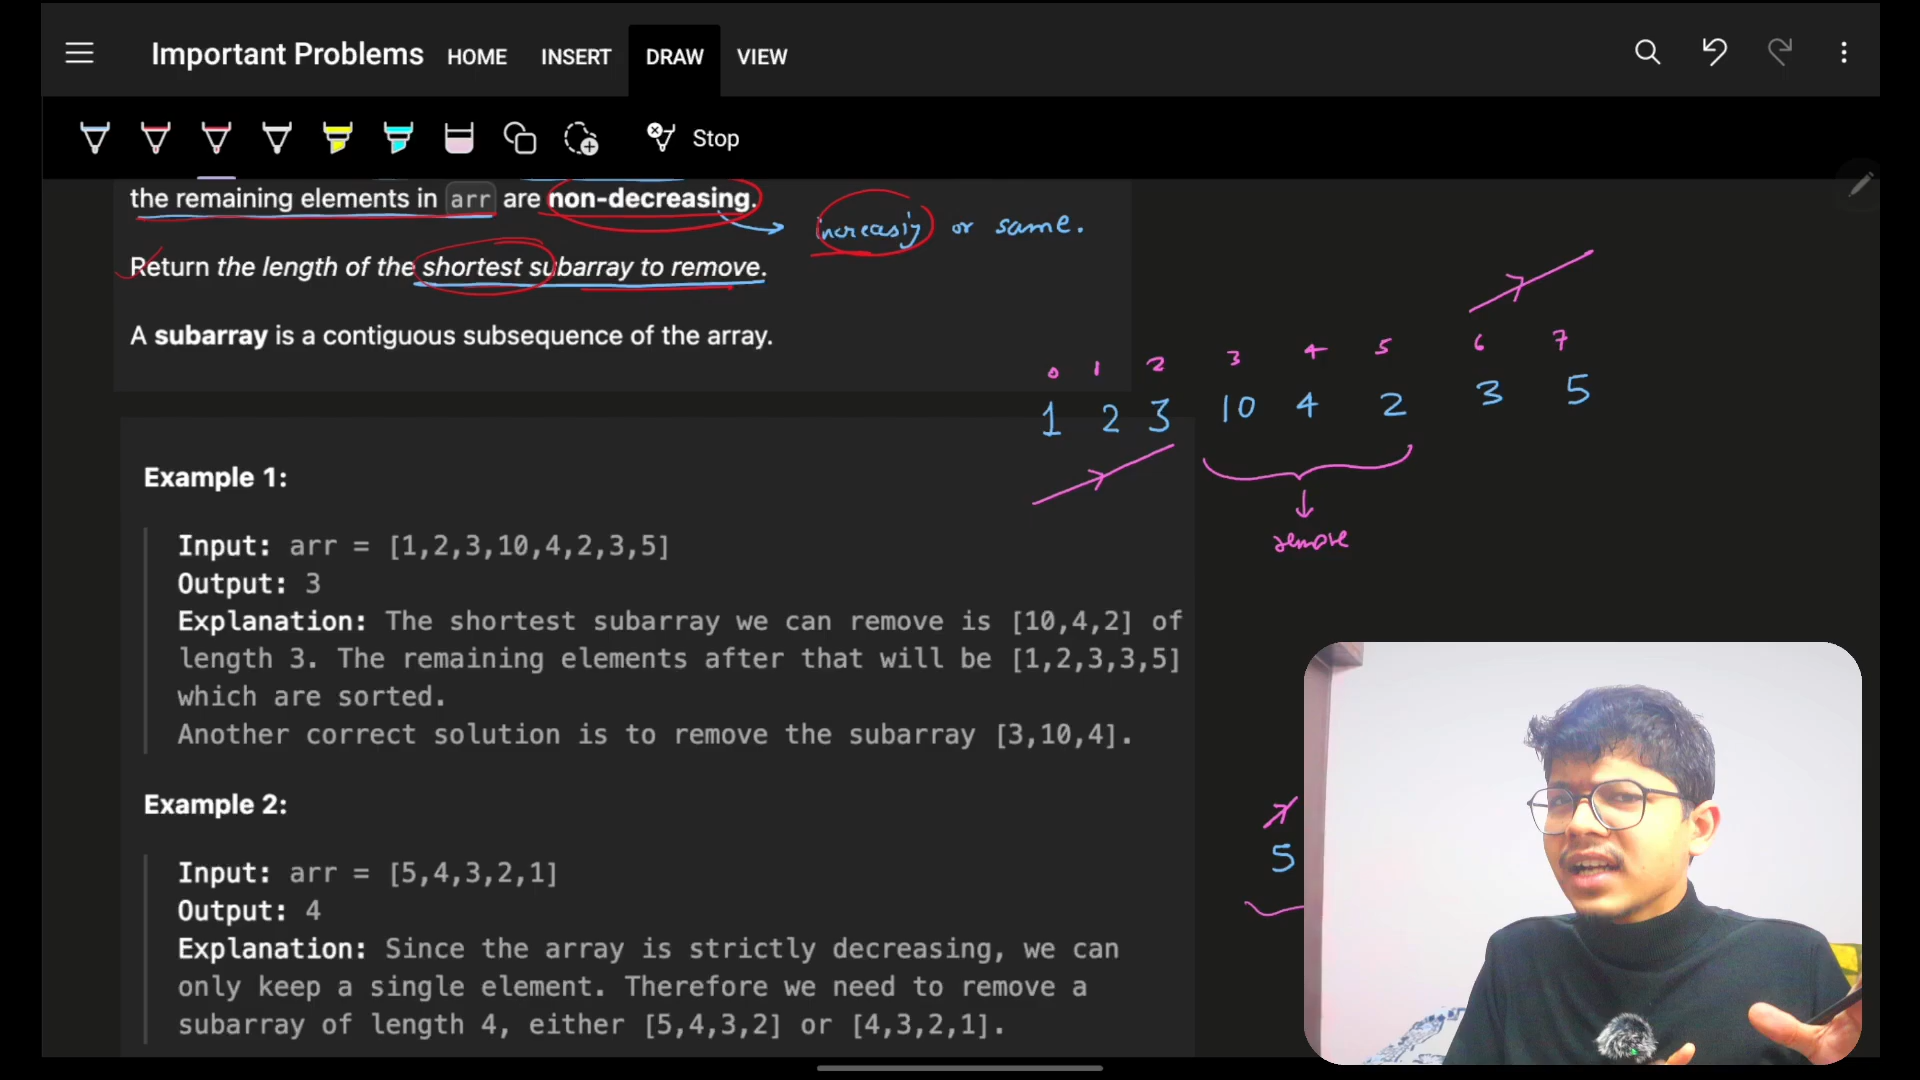 Important Problems HOME INSERT DRAW VIEW
Stop
the remaining elements in arr are non-decreasing.
increasig or same.
Return the length of the shortest subarray to remove.
A subarray is a contiguous subsequence of the array.
0 1 2 3 4 5 6 7
1 2 3 10 4 2 3 5
remove
Example 1:
Input: arr = [1,2,3,10,4,2,3,5]
Output: 3
Explanation: The shortest subarray we can remove is [10,4,2] of
length 3. The remaining elements after that will be [1,2,3,3,5]
which are sorted.
Another correct solution is to remove the subarray [3,10,4].
Example 2:
5
Input: arr = [5,4,3,2,1]
Output: 4
Explanation: Since the array is strictly decreasing, we can
only keep a single element. Therefore we need to remove a
subarray of length 4, either [5,4,3,2] or [4,3,2,1].